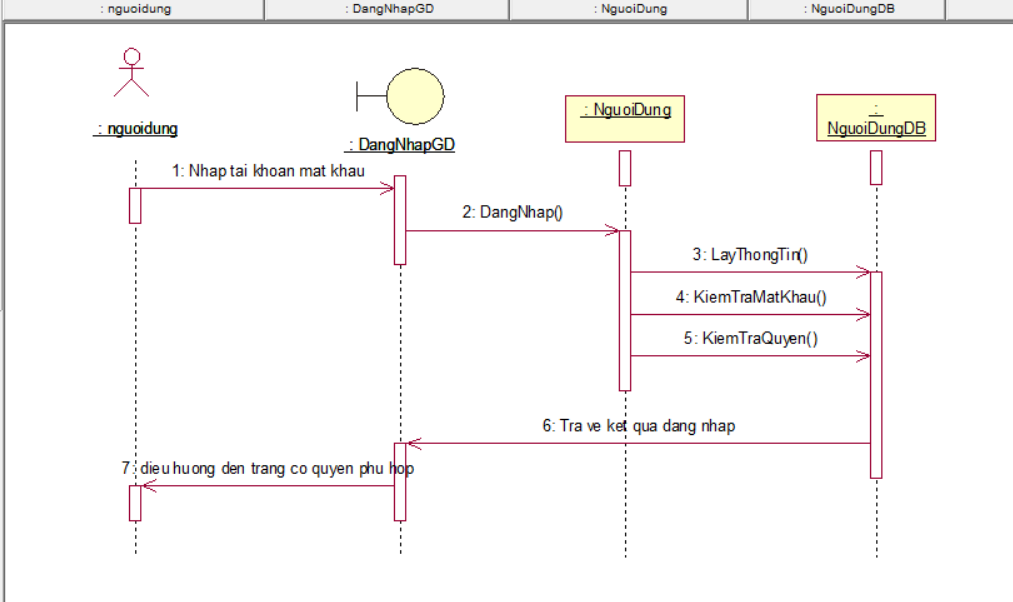 : nguoidung
: DangNhapGD
: NguoiDung
: NguoiDungDB
: nguoidung
: DangNhapGD
: NguoiDung
:
NguoiDungDB
1: Nhap tai khoan mat khau
2: DangNhap()
3: LayThongTin()
4: KiemTraMatKhau()
5: KiemTraQuyen()
6: Tra ve ket qua dang nhap
7: dieu huong den trang co quyen phu hop